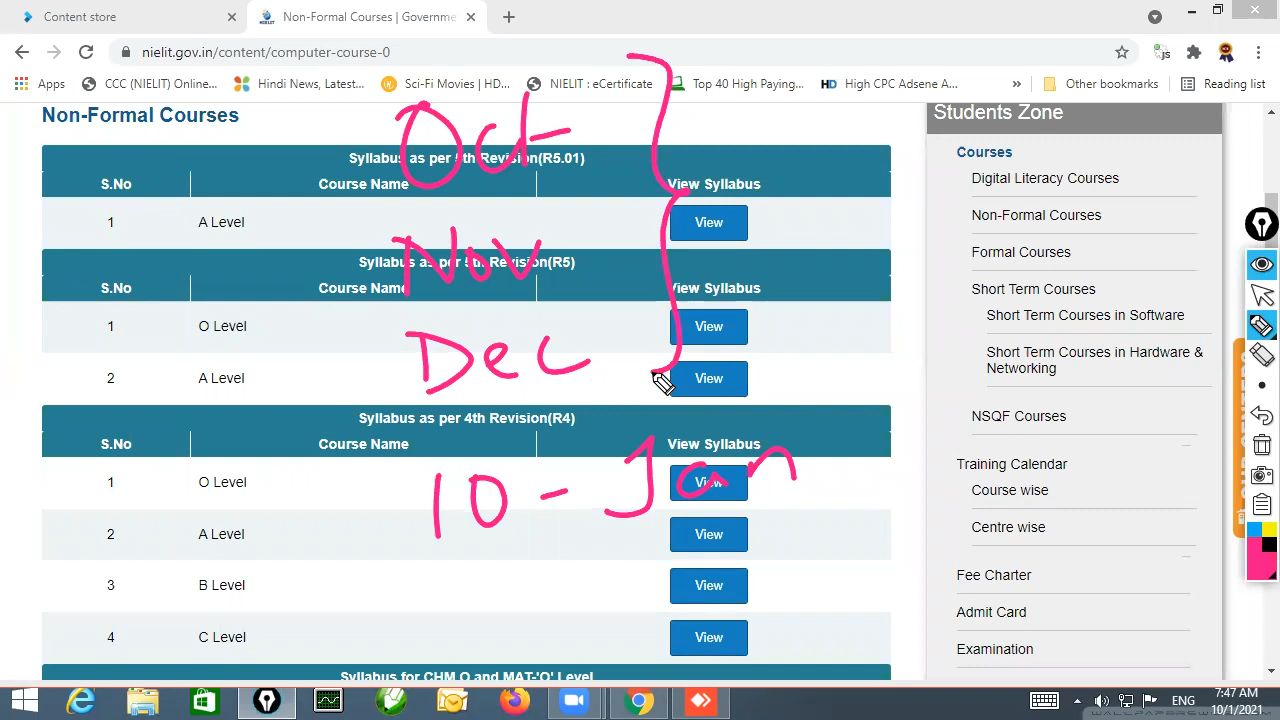 Content store
Non-Formal Courses | Governme
nielit.gov.in/content/computer-course-0
Apps
CCC (NIELIT) Online...
Hindi News, Latest...
Sci-Fi Movies | HD...
NIELIT : eCertificate
Top 40 High Paying...
HD High CPC Adsene A...
»
Other bookmarks
Reading list
Non-Formal Courses
Oct
Syllabus as per 5th Revision(R5.01)
S.No Course Name View Syllabus
1 A Level View
Nov
Syllabus as per 5th Revision(R5)
S.No Course Name View Syllabus
1 O Level View
Dec
2 A Level View
Syllabus as per 4th Revision(R4)
S.No Course Name View Syllabus
10 - Jan
1 O Level View
2 A Level View
3 B Level View
4 C Level View
Syllabus for CHM O and MAT-'O' Level
Students Zone
Courses
Digital Literacy Courses
Non-Formal Courses
Formal Courses
Short Term Courses
Short Term Courses in Software
Short Term Courses in Hardware &
Networking
NSQF Courses
Training Calendar
Course wise
Centre wise
Fee Charter
Admit Card
Examination
ENG
7:47 AM
10/1/2021